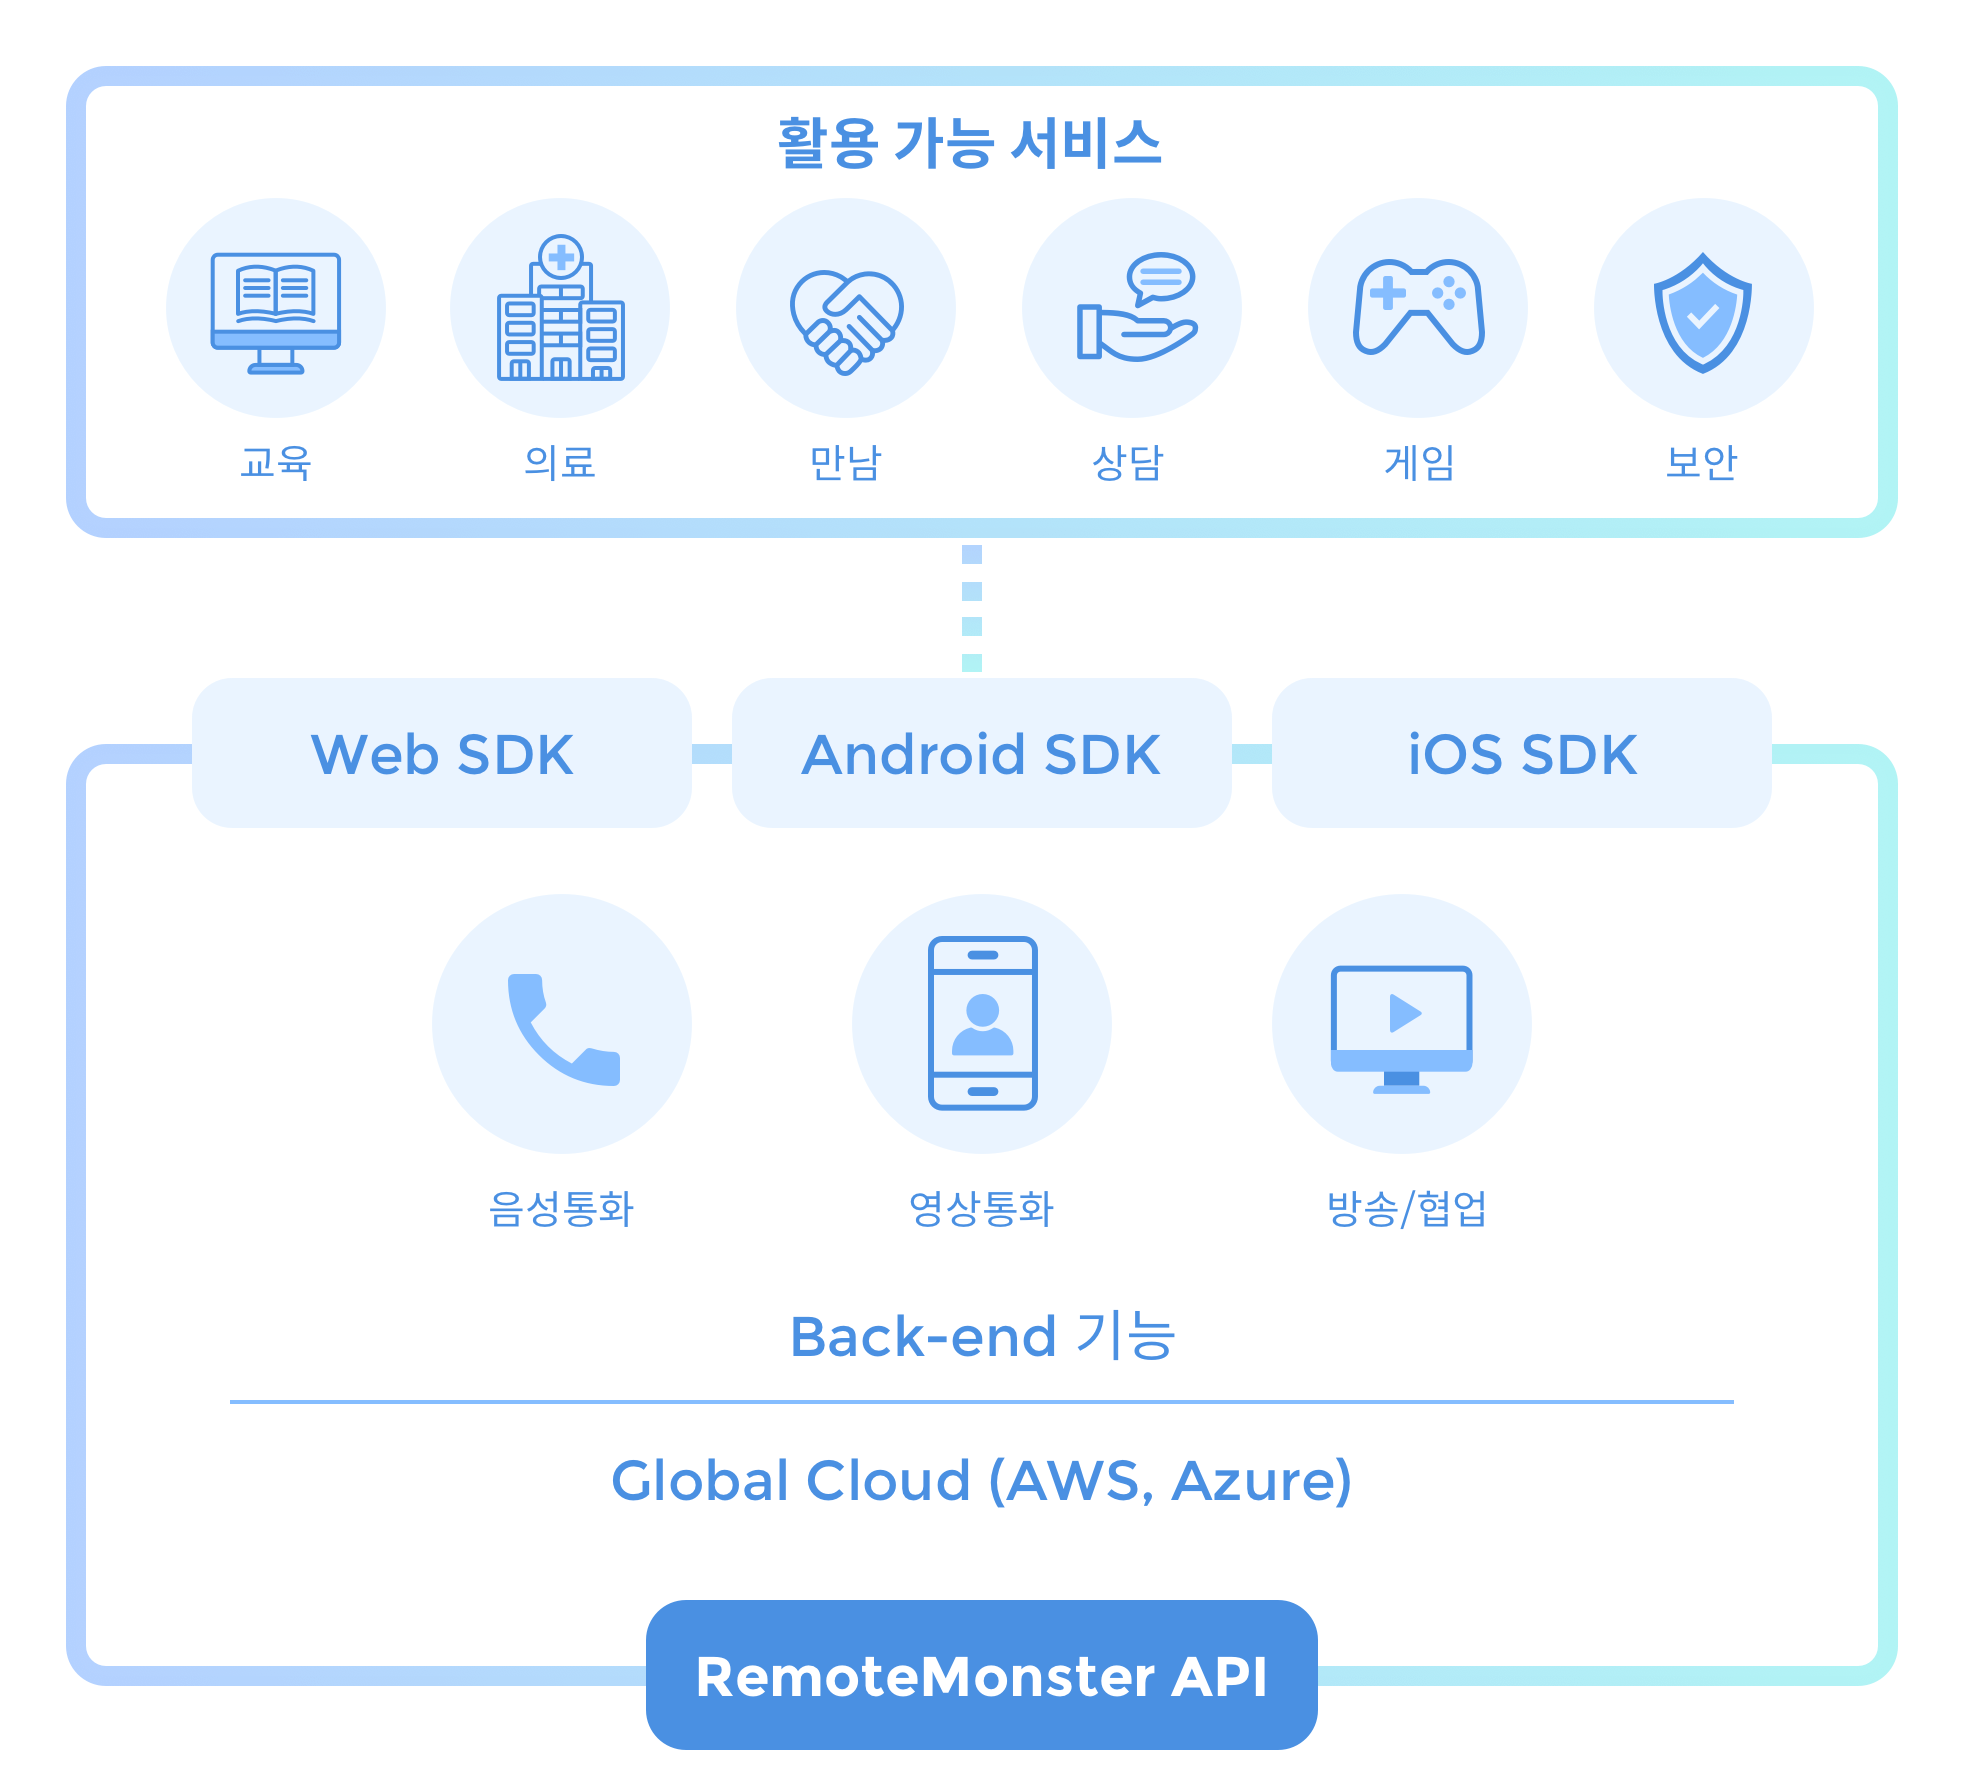 활용 가능 서비스
교육
의료
만남
상담
게임
보안
Web SDK
Android SDK
iOS SDK
음성통화
영상통화
방송/협업
Back-end 기능
Global Cloud (AWS, Azure)
RemoteMonster API